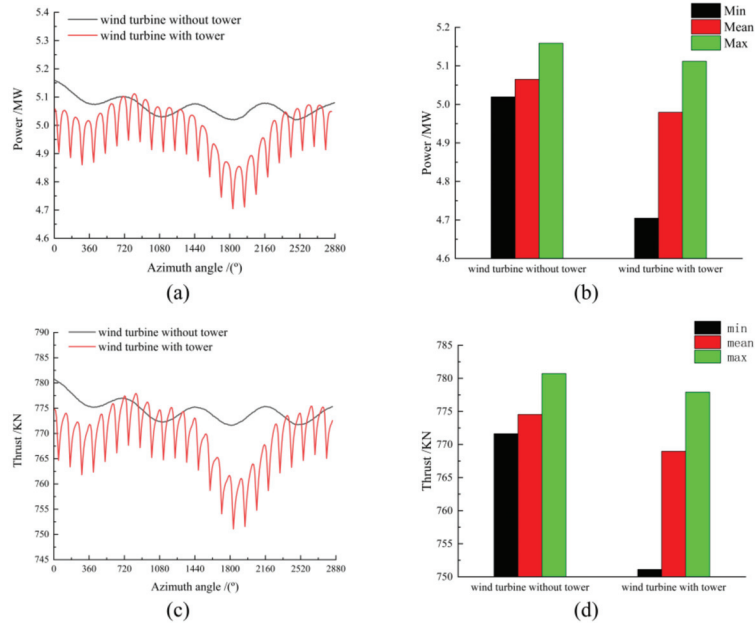 wind turbine without tower
wind turbine with tower
5.4
5.3
5.2
5.1
5.0
4.9
4.8
4.7
4.6
Power /MW
0 360 720 1080 1440 1800 2160 2520 2880
Azimuth angle /(º)
(a)
Min
Mean
Max
5.2
5.1
5.0
4.9
4.8
4.7
4.6
Power /MW
wind turbine without tower wind turbine with tower
(b)
wind turbine without tower
wind turbine with tower
790
785
780
775
770
765
760
755
750
745
Thrust /KN
0 360 720 1080 1440 1800 2160 2520 2880
Azimuth angle /(º)
(c)
min
mean
max
785
780
775
770
765
760
755
750
Thrust /KN
wind turbine without tower wind turbine with tower
(d)